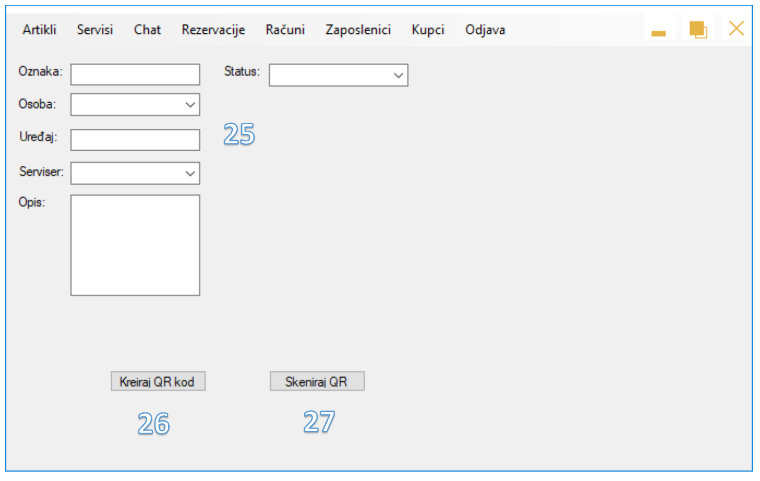 Artikli Servisi Chat Rezervacije Računi Zaposlenici Kupci Odjava
Oznaka: Status:
Osoba:
25
Uređaj:
Serviser:
Opis:
Kreiraj QR kod Skeniraj QR
26 27